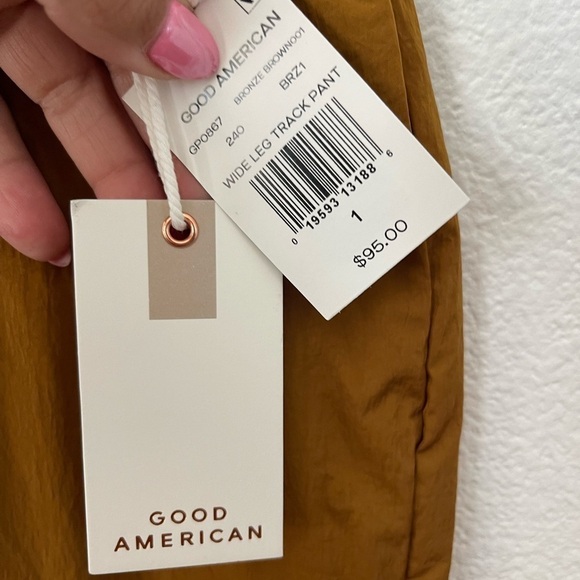 GOOD AMERICAN
BRONZE BROWN001
GP0867 240 BRZ1
WIDE LEG TRACK PANT
0 19593 13188 6
1
$95.00
GOOD
AMERICAN